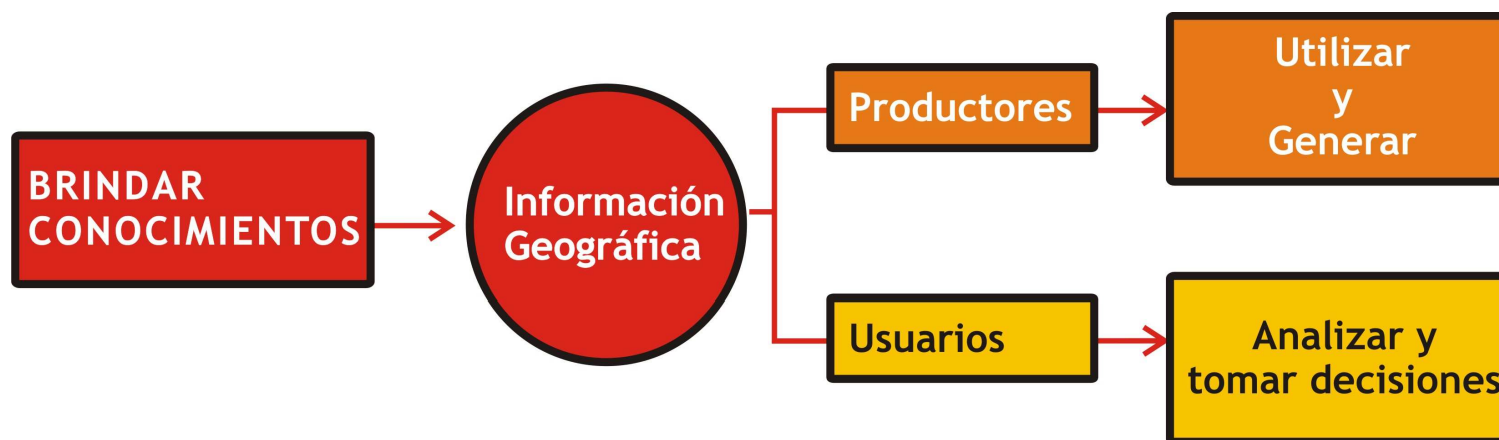 BRINDAR
CONOCIMIENTOS
Información
Geográfica
Productores
Utilizar
y
Generar
Usuarios
Analizar y
tomar decisiones